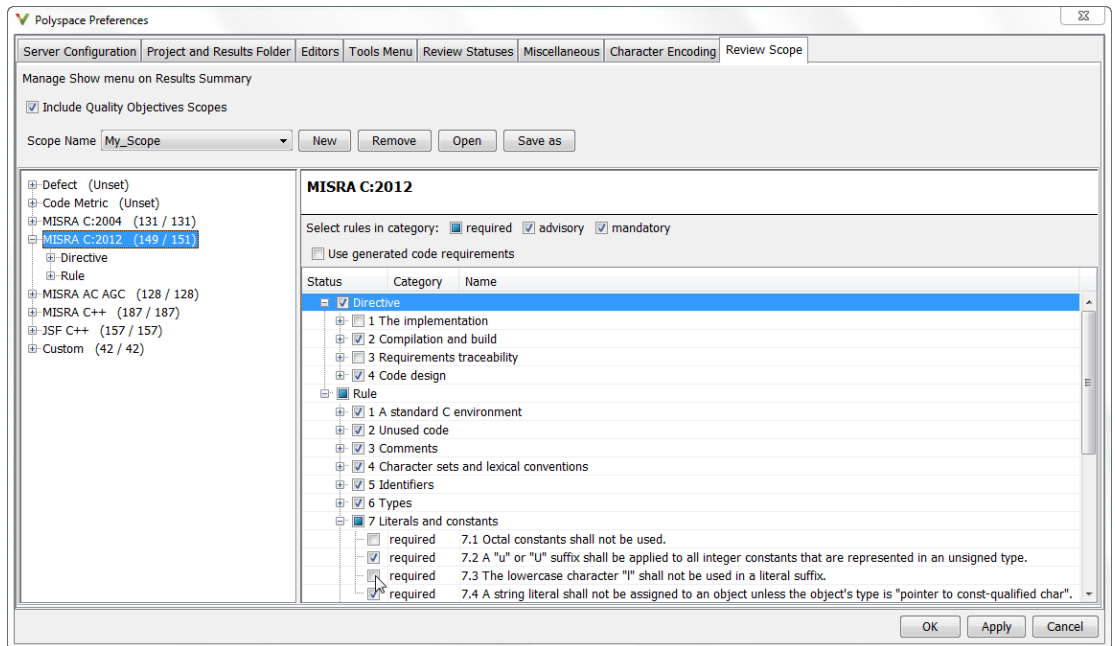 Polyspace Preferences
Server Configuration Project and Results Folder Editors Tools Menu Review Statuses Miscellaneous Character Encoding Review Scope
Manage Show menu on Results Summary
Include Quality Objectives Scopes
Scope Name My_Scope New Remove Open Save as
Defect (Unset)
Code Metric (Unset)
MISRA C:2004 (131 / 131)
MISRA C:2012 (149 / 151)
Directive
Rule
MISRA AC AGC (128 / 128)
MISRA C++ (187 / 187)
JSF C++ (157 / 157)
Custom (42 / 42)
MISRA C:2012
Select rules in category: required advisory mandatory
Use generated code requirements
Status Category Name
Directive
1 The implementation
2 Compilation and build
3 Requirements traceability
4 Code design
Rule
1 A standard C environment
2 Unused code
3 Comments
4 Character sets and lexical conventions
5 Identifiers
6 Types
7 Literals and constants
required 7.1 Octal constants shall not be used.
required 7.2 A "u" or "U" suffix shall be applied to all integer constants that are represented in an unsigned type.
required 7.3 The lowercase character "l" shall not be used in a literal suffix.
required 7.4 A string literal shall not be assigned to an object unless the object's type is "pointer to const-qualified char".
OK Apply Cancel